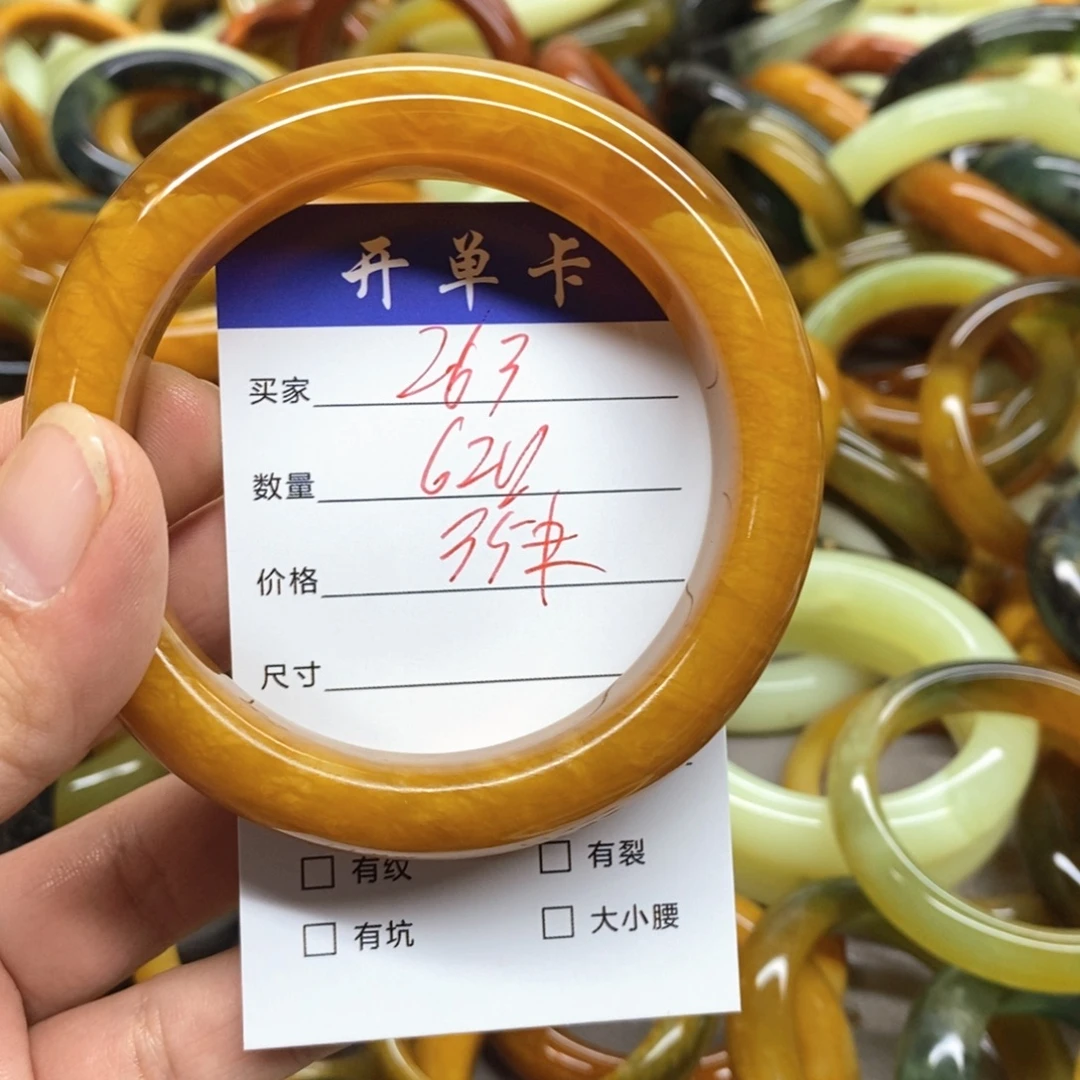 开单卡
买家 263
数量 620
价格
尺寸
有纹 有裂
有坑 大小腰